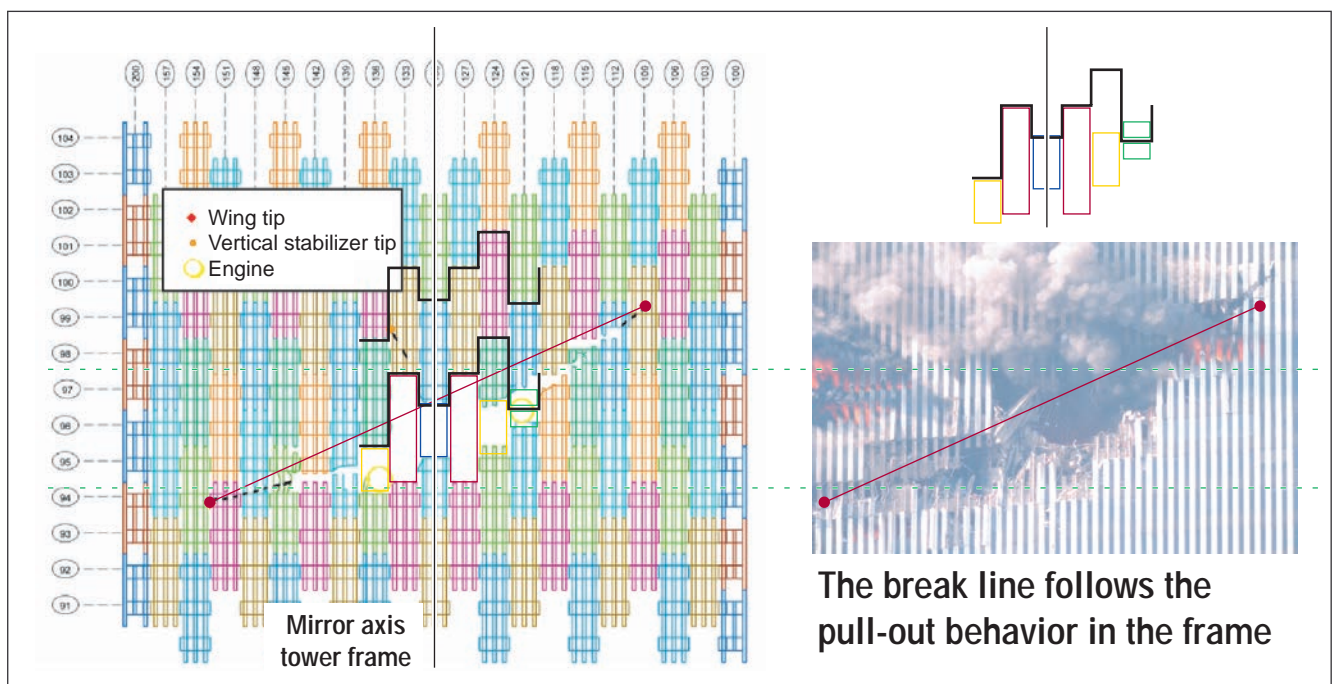 200 157 154 151 148 145 142 139 136 133 127 124 121 118 115 112 106 103 100
104
103
102
101
100
99
98
97
96
95
94
93
92
91
Wing tip
Vertical stabilizer tip
Engine
Mirror axis
tower frame
The break line follows the
pull-out behavior in the frame